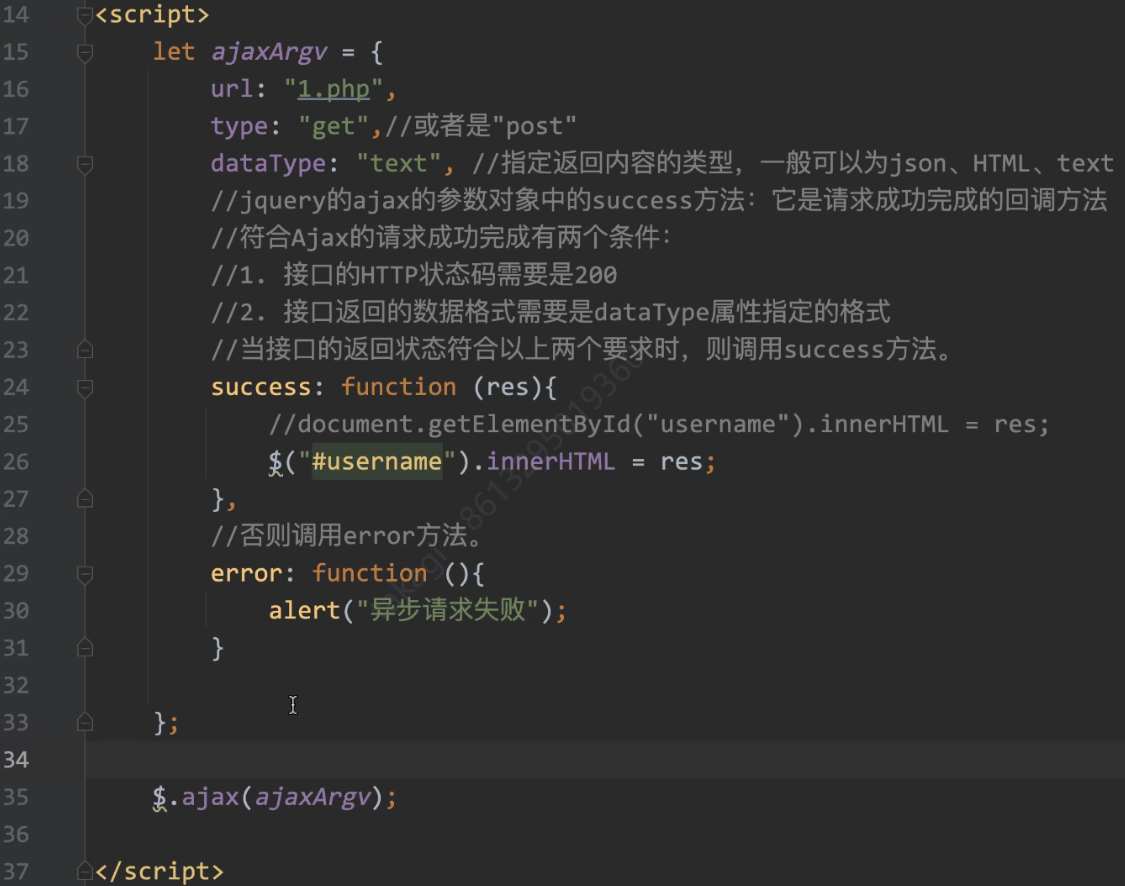 14 <script>
15 let ajaxArgv = {
16 url: "1.php",
17 type: "get",//或者是"post"
18 dataType: "text", //指定返回内容的类型，一般可以为json、HTML、text
19 //jquery的ajax的参数对象中的success方法：它是请求成功完成的回调方法
20 //符合Ajax的请求成功完成有两个条件：
21 //1. 接口的HTTP状态码需要是200
22 //2. 接口返回的数据格式需要是dataType属性指定的格式
23 //当接口的返回状态符合以上两个要求时，则调用success方法。
24 success: function (res){
25 //document.getElementById("username").innerHTML = res;
26 $("#username").innerHTML = res;
27 },
28 //否则调用error方法。
29 error: function (){
30 alert("异步请求失败");
31 }
32
33 };
34
35 $.ajax(ajaxArgv);
36
37 </script>